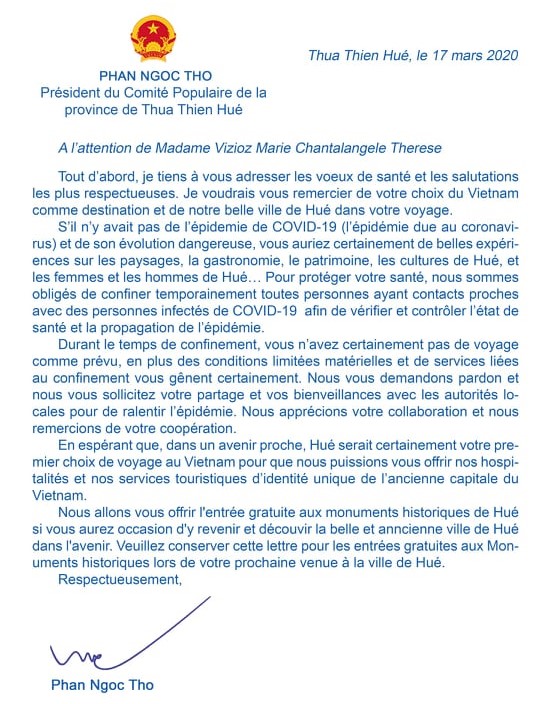 Thua Thien Hué, le 17 mars 2020
PHAN NGOC THO
Président du Comité Populaire de la
province de Thua Thien Hué
A l’attention de Madame Vizioz Marie Chantalangele Therese
Tout d’abord, je tiens à vous adresser les voeux de santé et les salutations
les plus respectueuses. Je voudrais vous remercier de votre choix du Vietnam
comme destination et de notre belle ville de Hué dans votre voyage.
S’il n’y avait pas de l’épidemie de COVID-19 (l’épidémie due au coronavi-
rus) et de son évolution dangereuse, vous auriez certainement de belles expéri-
ences sur les paysages, la gastronomie, le patrimoine, les cultures de Hué, et
les femmes et les hommes de Hué… Pour protéger votre santé, nous sommes
obligés de confiner temporainement toutes personnes ayant contacts proches
avec des personnes infectés de COVID-19 afin de vérifier et contrôler l’état de
santé et la propagation de l’épidémie.
Durant le temps de confinement, vous n’avez certainement pas de voyage
comme prévu, en plus des conditions limitées matérielles et de services liées
au confinement vous gênent certainement. Nous vous demandons pardon et
nous vous sollicitez votre partage et vos bienveillances avec les autorités lo-
cales pour de ralentir l’épidémie. Nous apprécions votre collaboration et nous
remercions de votre coopération.
En espérant que, dans un avenir proche, Hué serait certainement votre pre-
mier choix de voyage au Vietnam pour que nous puissions vous offrir nos hospi-
talités et nos services touristiques d’identité unique de l’ancienne capitale du
Vietnam.
Nous allons vous offrir l'entrée gratuite aux monuments historiques de Hué
si vous aurez occasion d'y revenir et découvir la belle et anncienne ville de Hué
dans l'avenir. Veuillez conserver cette lettre pour les entrées gratuites aux Mon-
uments historiques lors de votre prochaine venue à la ville de Hué.
Respectueusement,
Phan Ngoc Tho